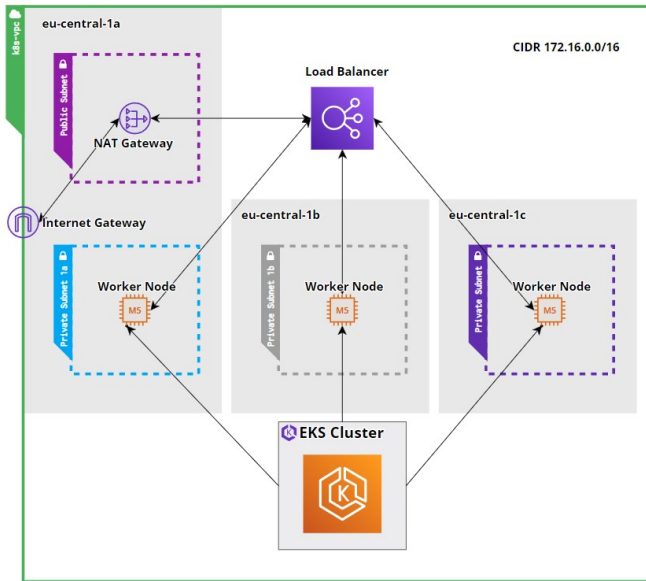 k8s-vpc
eu-central-1a
CIDR 172.16.0.0/16
Load Balancer
Public Subnet
NAT Gateway
Internet Gateway
eu-central-1b
eu-central-1c
Private Subnet 1a
Worker Node
M5
Private Subnet 1b
Worker Node
M5
Private Subnet
Worker Node
M5
K EKS Cluster
K